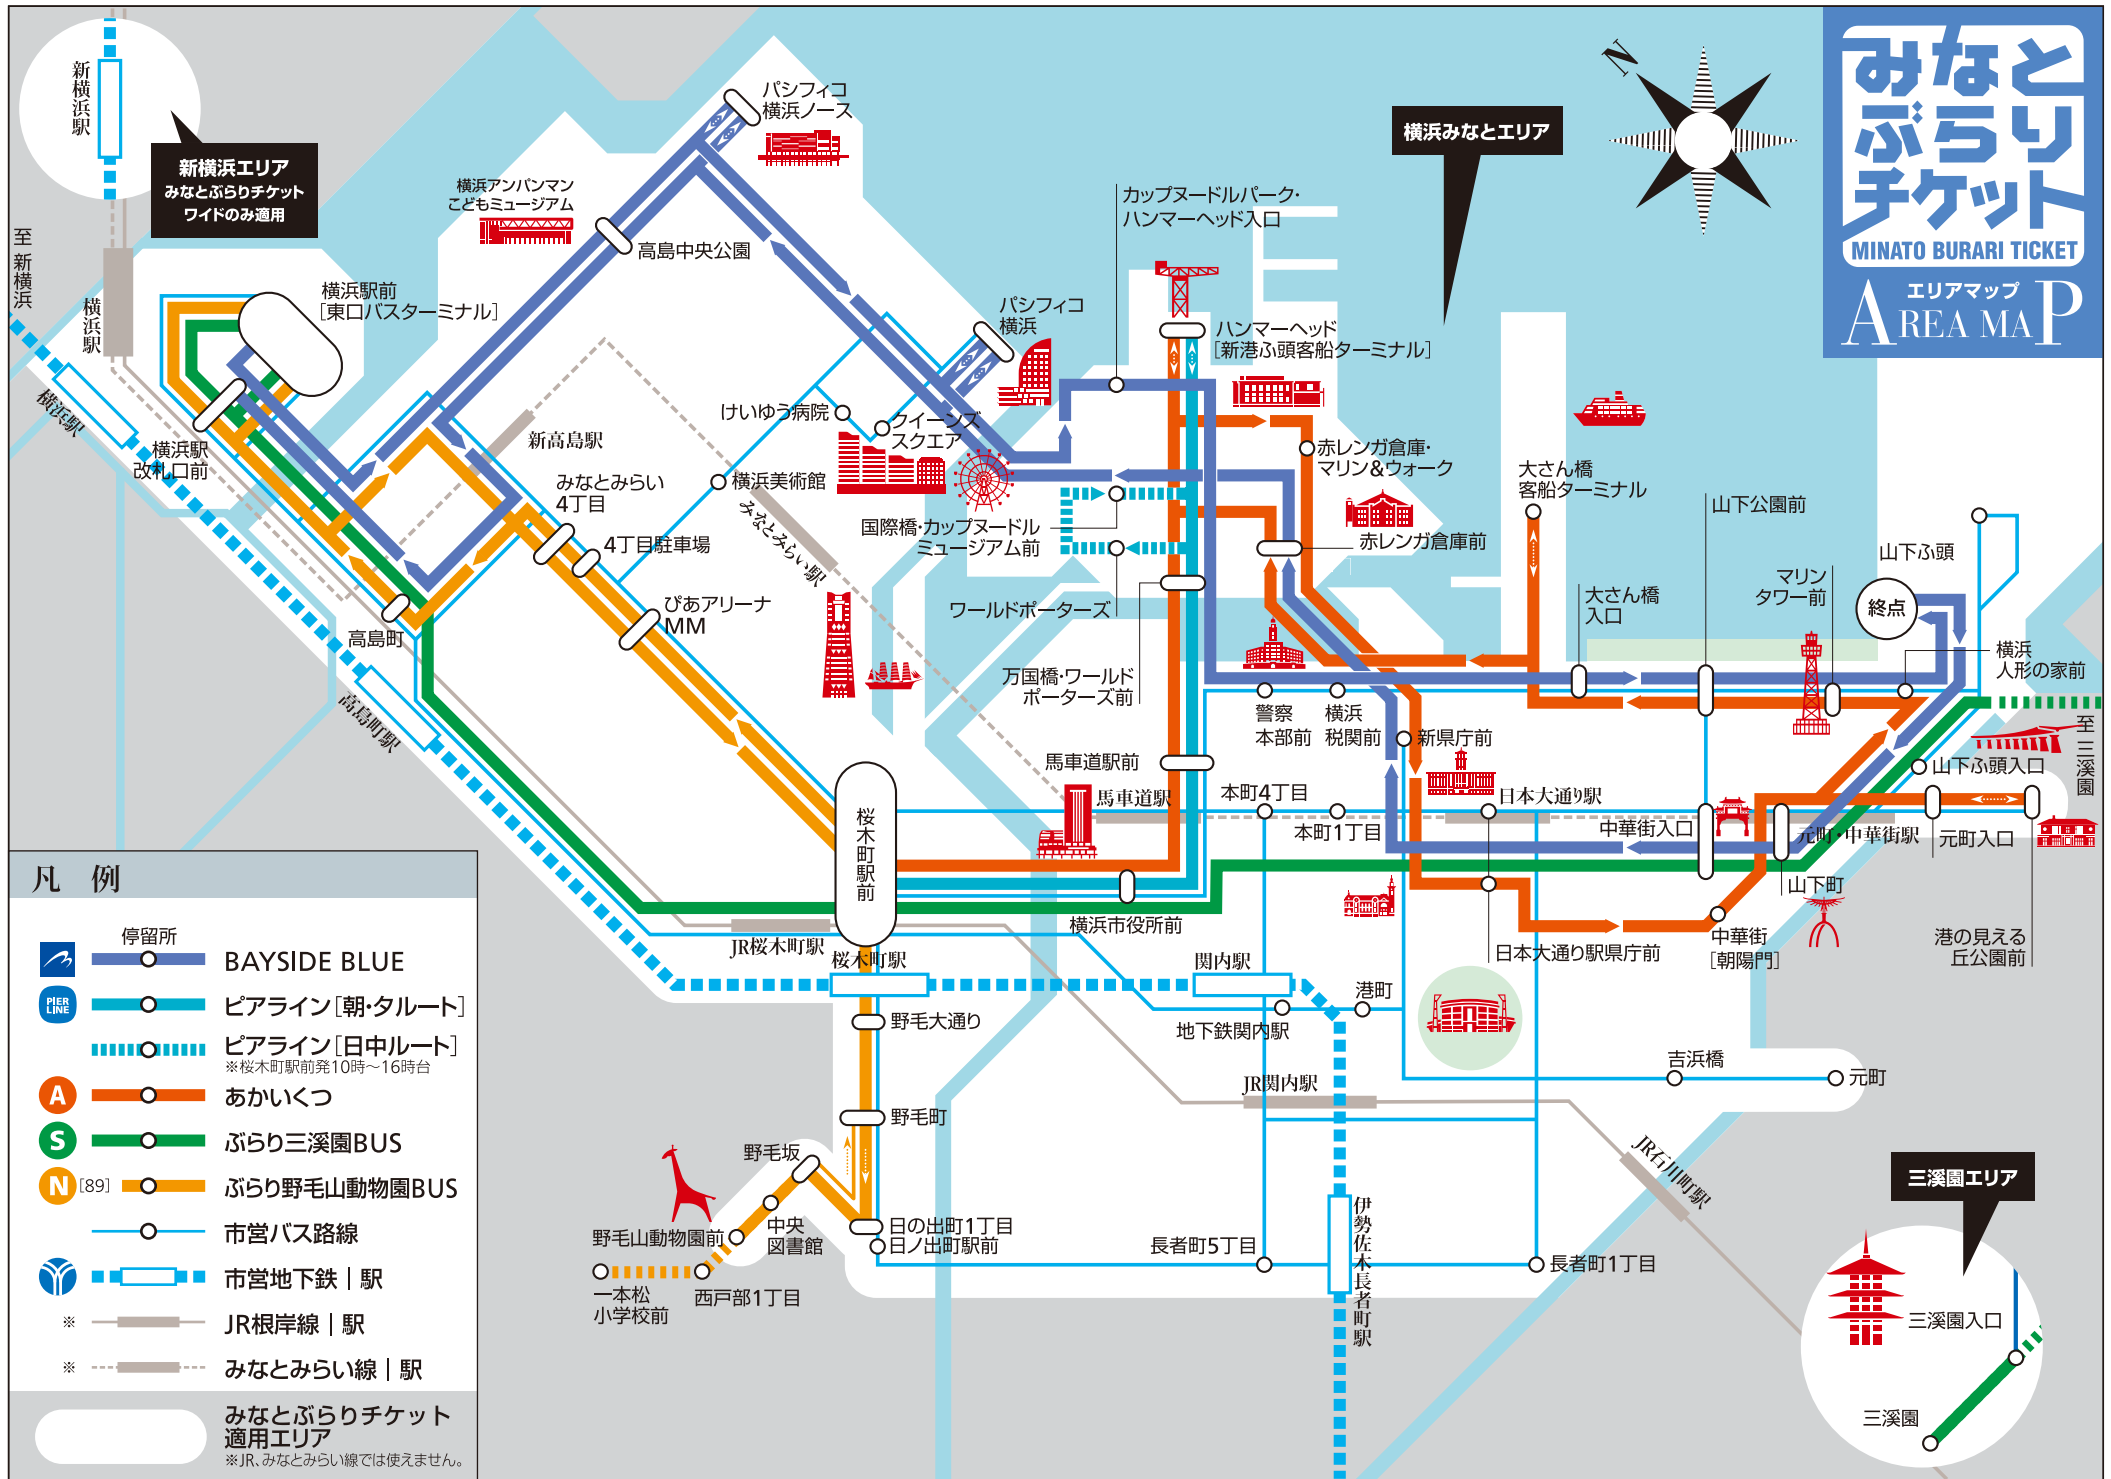 新横浜駅
新横浜エリア
みなとぶらりチケット
ワイドのみ適用
至 新横浜
横浜駅
横浜駅前
[東口バスターミナル]
横浜アンパンマン
こどもミュージアム
パシフィコ
横浜ノース
高島中央公園
横浜みなとエリア
N
みなと
ぶらり
チケット
MINATO BURARI TICKET
エリアマップ
AREA MAP
カップヌードルパーク・
ハンマーヘッド入口
パシフィコ
横浜
ハンマーヘッド
[新港ふ頭客船ターミナル]
横浜駅
横浜駅
改札口前
新高島駅
けいゆう病院
クイーンズ
スクエア
横浜美術館
みなとみらい
4丁目
4丁目駐車場
みなとみらい駅
国際橋・カップヌードル
ミュージアム前
赤レンガ倉庫・
マリン&ウォーク
赤レンガ倉庫前
大さん橋
客船ターミナル
山下公園前
山下ふ頭
マリン
タワー前
終点
大さん橋
入口
横浜
人形の家前
ワールドポーターズ
高島町
ぴあアリーナ
MM
高島町駅
万国橋・ワールド
ポーターズ前
警察
本部前
横浜
税関前
新県庁前
至 三溪園
馬車道駅前
馬車道駅
本町4丁目
本町1丁目
日本大通り駅
中華街入口
元町・中華街駅
山下ふ頭入口
元町入口
山下町
桜木町駅前
横浜市役所前
JR桜木町駅
桜木町駅
関内駅
日本大通り駅県庁前
中華街
[朝陽門]
港の見える
丘公園前
野毛大通り
地下鉄関内駅
港町
吉浜橋
元町
JR関内駅
野毛町
野毛坂
JR石川町駅
中央
図書館
野毛山動物園前
日の出町1丁目
日ノ出町駅前
長者町5丁目
伊勢佐木長者町駅
長者町1丁目
一本松
小学校前
西戸部1丁目
三溪園エリア
三溪園入口
三溪園
凡 例
停留所
BAYSIDE BLUE
PIER
LINE
ピアライン[朝・夕ルート]
ピアライン[日中ルート]
※桜木町駅前発10時〜16時台
A
あかいくつ
S
ぶらり三溪園BUS
N
[89]
ぶらり野毛山動物園BUS
市営バス路線
市営地下鉄|駅
※
JR根岸線|駅
※
みなとみらい線|駅
みなとぶらりチケット
適用エリア
※JR、みなとみらい線では使えません。